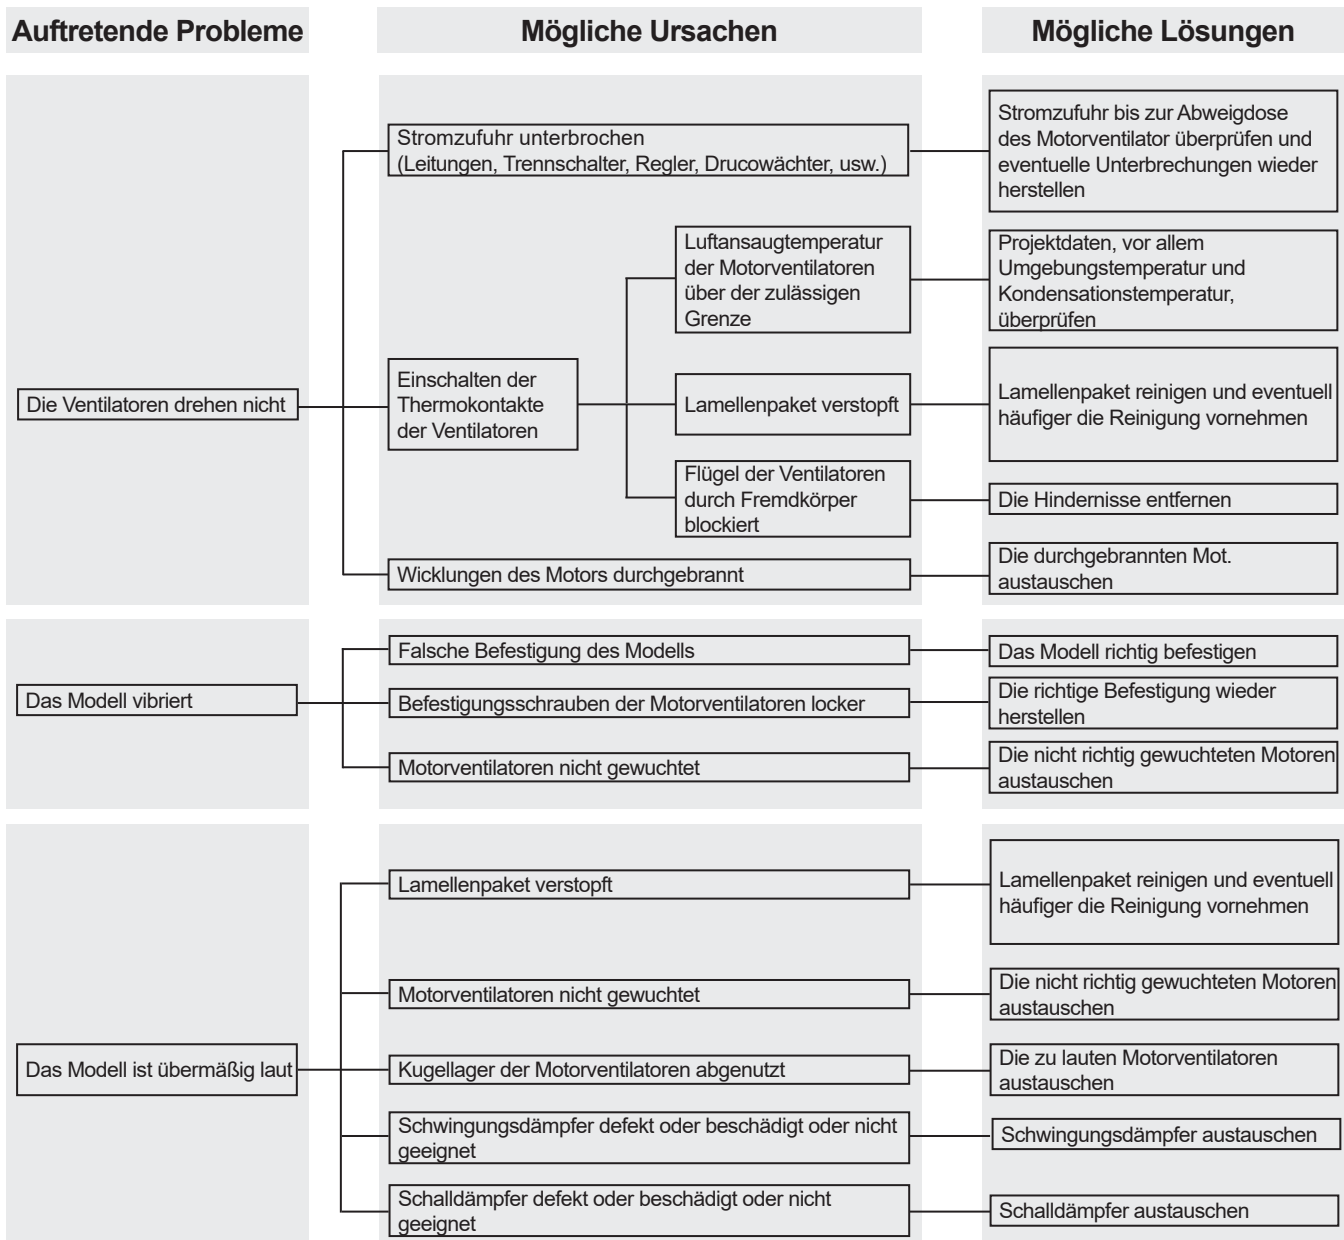 Auftretende Probleme
Mögliche Ursachen
Mögliche Lösungen
Die Ventilatoren drehen nicht
Stromzufuhr unterbrochen
(Leitungen, Trennschalter, Regler, Drucowächter, usw.)
Stromzufuhr bis zur Abweigdose
des Motorventilator überprüfen und
eventuelle Unterbrechungen wieder
herstellen
Einschalten der
Thermokontakte
der Ventilatoren
Luftansaugtemperatur
der Motorventilatoren
über der zulässigen
Grenze
Projektdaten, vor allem
Umgebungstemperatur und
Kondensationstemperatur,
überprüfen
Lamellenpaket verstopft
Lamellenpaket reinigen und eventuell
häufiger die Reinigung vornehmen
Flügel der Ventilatoren
durch Fremdkörper
blockiert
Die Hindernisse entfernen
Wicklungen des Motors durchgebrannt
Die durchgebrannten Mot.
austauschen
Das Modell vibriert
Falsche Befestigung des Modells
Das Modell richtig befestigen
Befestigungsschrauben der Motorventilatoren locker
Die richtige Befestigung wieder
herstellen
Motorventilatoren nicht gewuchtet
Die nicht richtig gewuchteten Motoren
austauschen
Das Modell ist übermäßig laut
Lamellenpaket verstopft
Lamellenpaket reinigen und eventuell
häufiger die Reinigung vornehmen
Motorventilatoren nicht gewuchtet
Die nicht richtig gewuchteten Motoren
austauschen
Kugellager der Motorventilatoren abgenutzt
Die zu lauten Motorventilatoren
austauschen
Schwingungsdämpfer defekt oder beschädigt oder nicht
geeignet
Schwingungsdämpfer austauschen
Schalldämpfer defekt oder beschädigt oder nicht
geeignet
Schalldämpfer austauschen